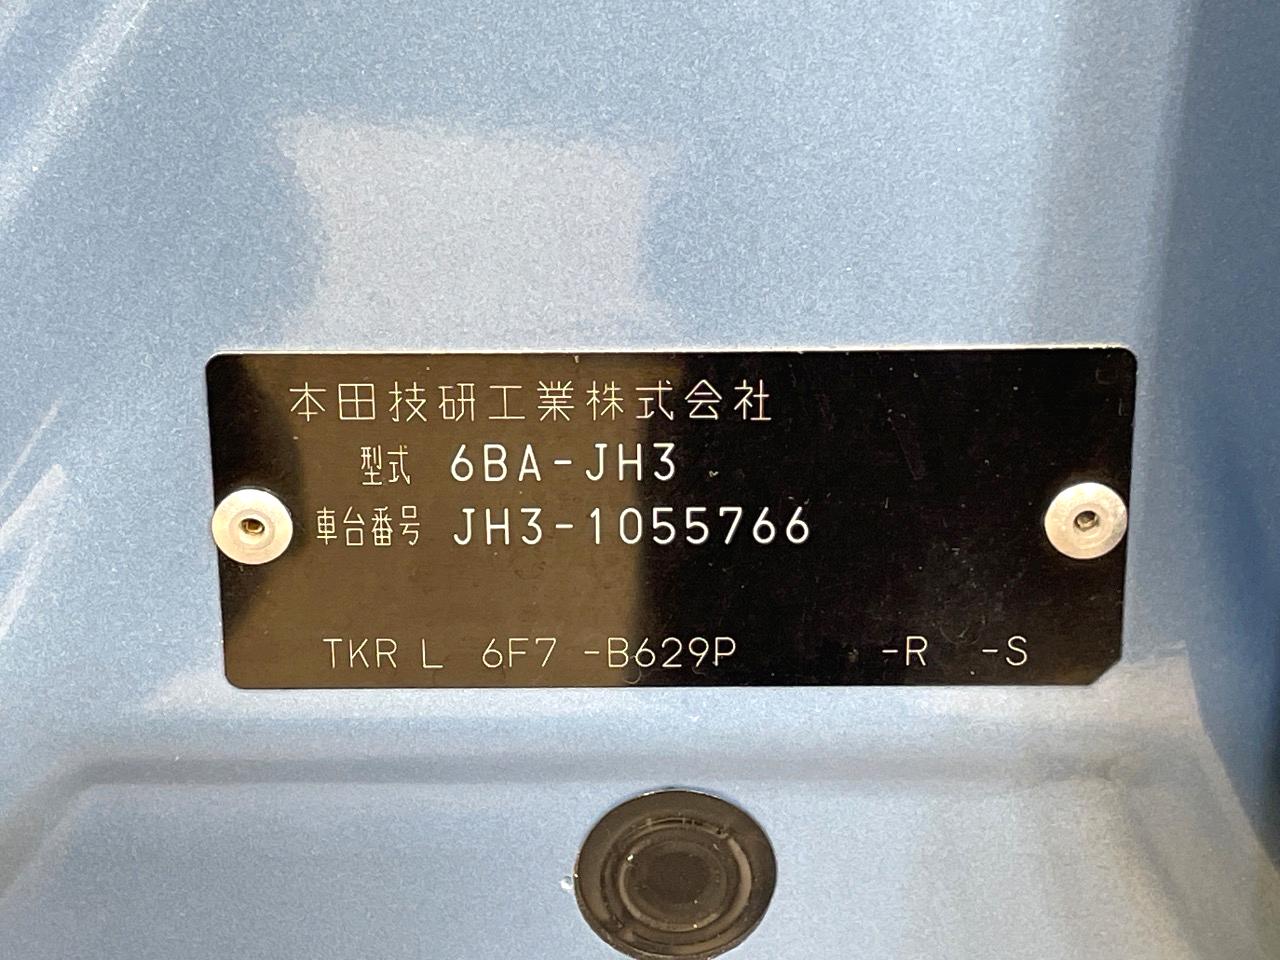 本田技研工業株式会社
型式 6BA-JH3
車台番号 JH3-1055766
TKR L 6F7 -B629P -R -S